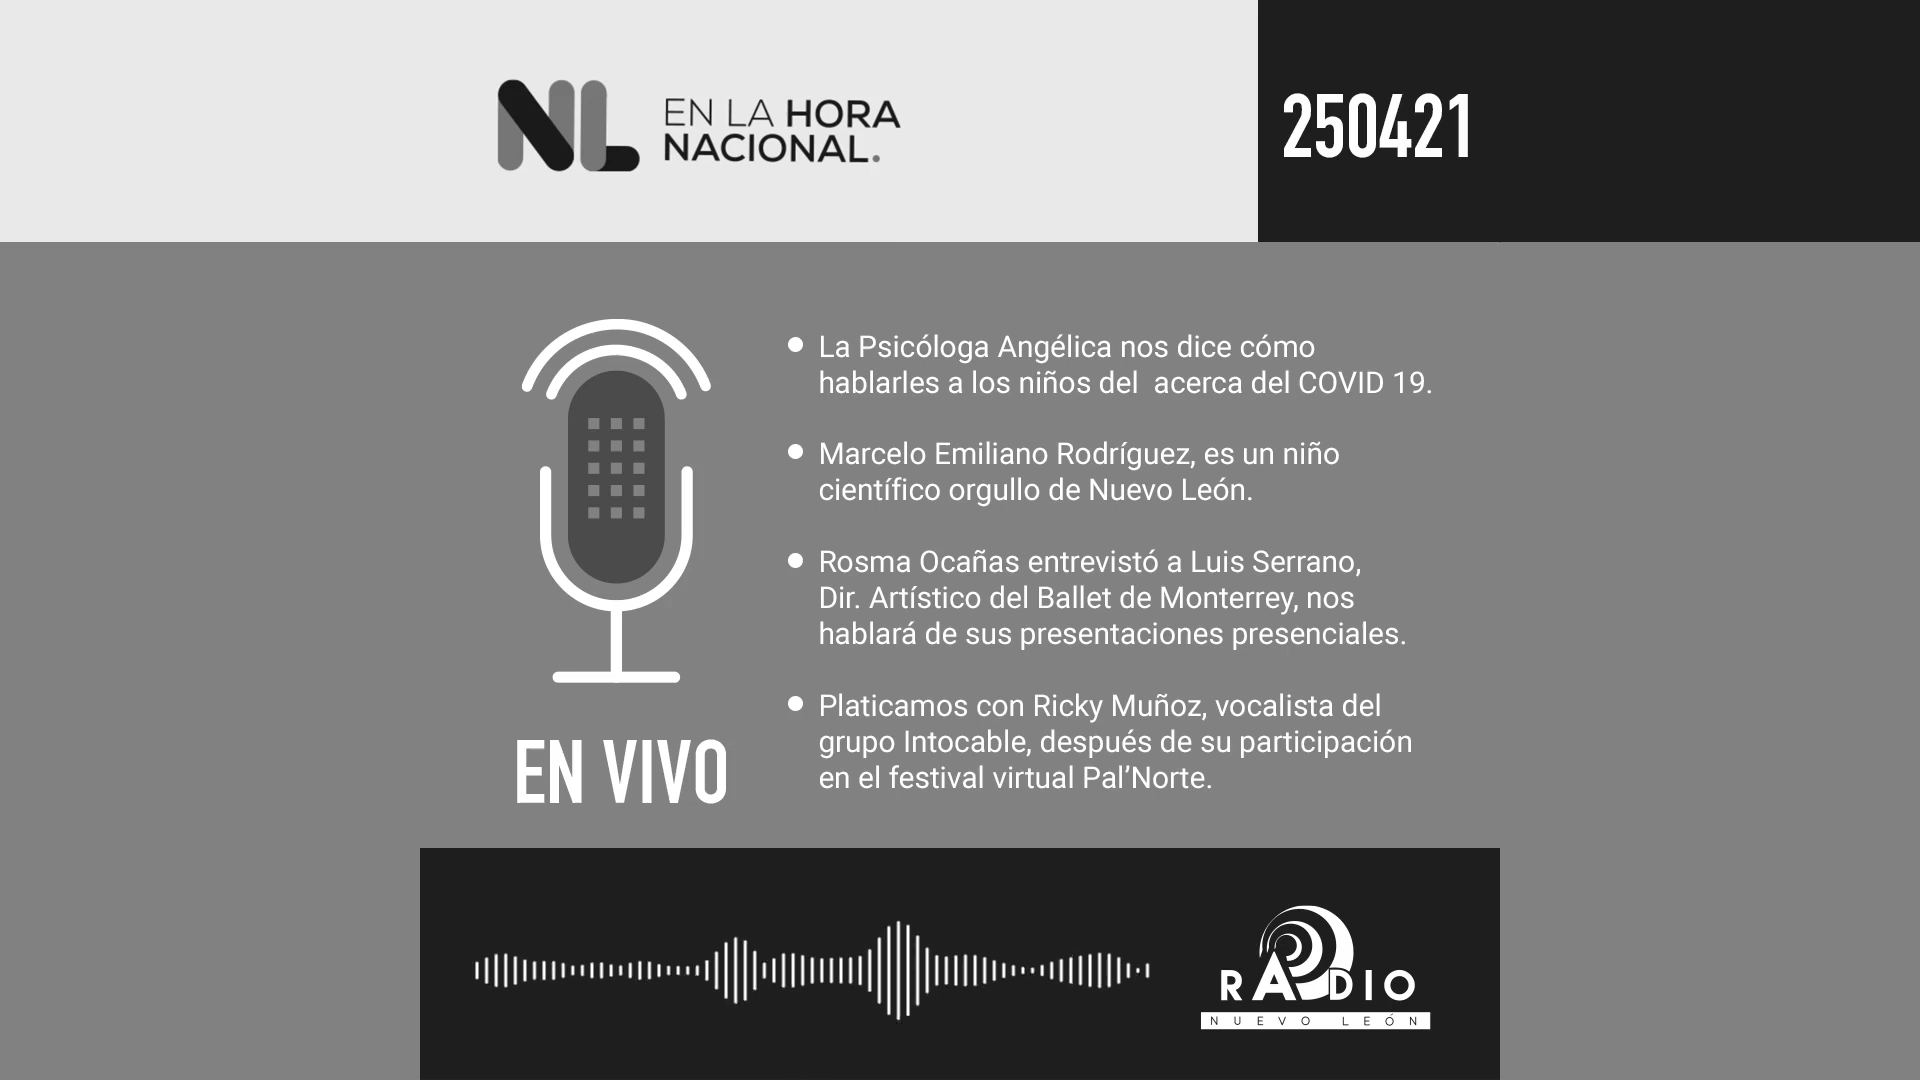 NL
EN LA HORA
NACIONAL.
250421
La Psicóloga Angélica nos dice cómo
hablarles a los niños del  acerca del COVID 19.
Marcelo Emiliano Rodríguez, es un niño
científico orgullo de Nuevo León.
Rosma Ocañas entrevistó a Luis Serrano,
Dir. Artístico del Ballet de Monterrey, nos
hablará de sus presentaciones presenciales.
Platicamos con Ricky Muñoz, vocalista del
grupo Intocable, después de su participación
en el festival virtual Pal’Norte.
EN VIVO
RADIO
NUEVO LEÓN